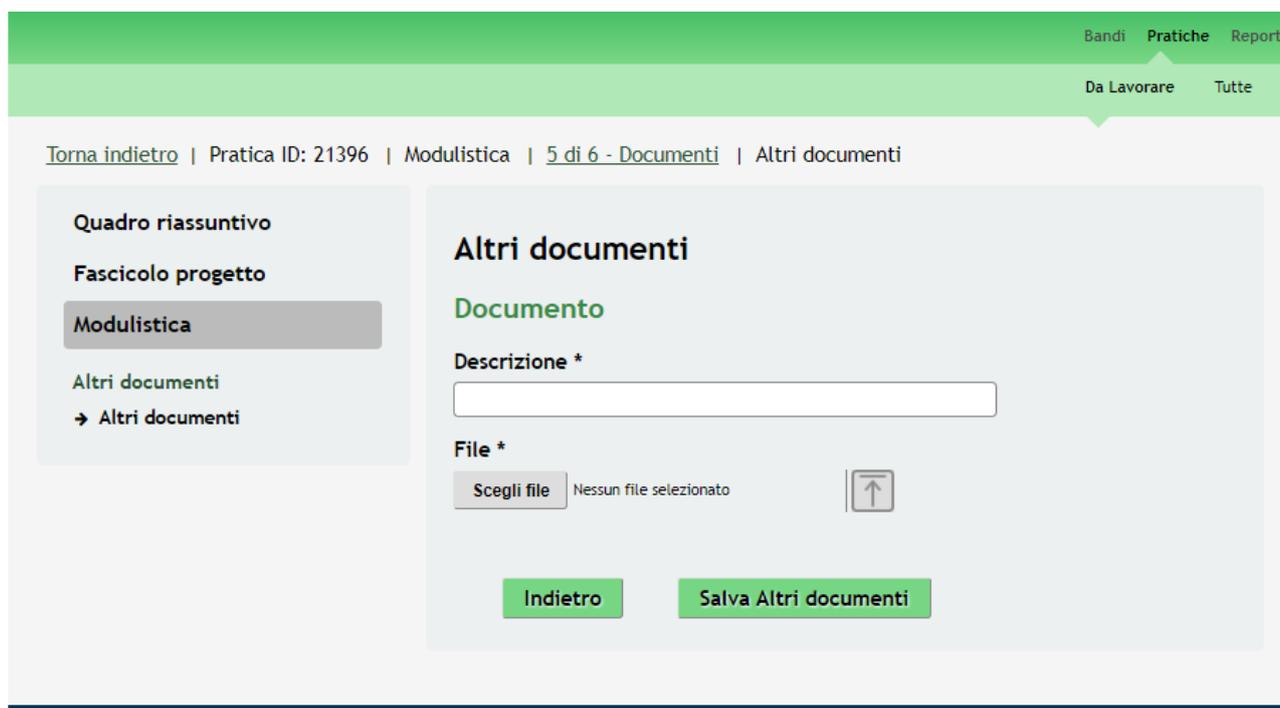 Bandi Pratiche Report
Da Lavorare Tutte
Torna indietro | Pratica ID: 21396 | Modulistica | 5 di 6 - Documenti | Altri documenti
Quadro riassuntivo
Fascicolo progetto
Modulistica
Altri documenti
→ Altri documenti
Altri documenti
Documento
Descrizione *
File *
Scegli file Nessun file selezionato
Indietro Salva Altri documenti